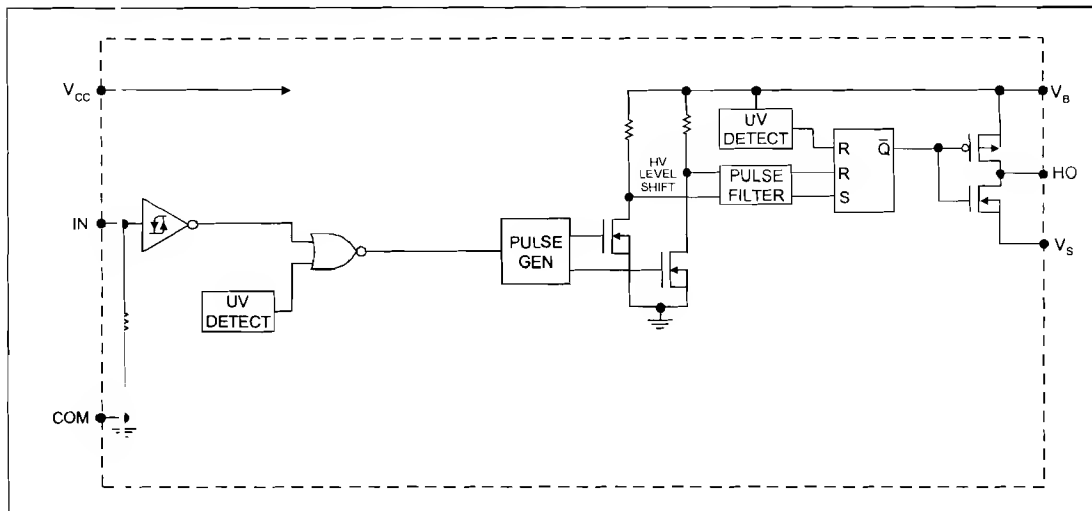 V_CC
V_B
UV
DETECT
R
Q̅
HV
LEVEL
SHIFT
R
HO
PULSE
FILTER
S
IN
PULSE
GEN
V_S
UV
DETECT
COM